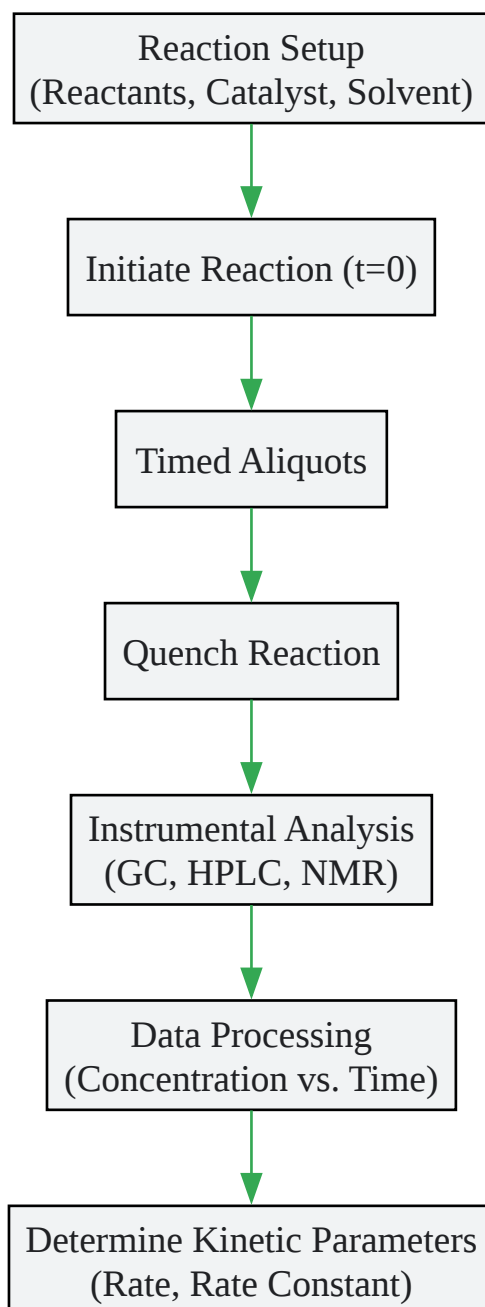 Reaction Setup
(Reactants, Catalyst, Solvent)
Initiate Reaction (t=0)
Timed Aliquots
Quench Reaction
Instrumental Analysis
(GC, HPLC, NMR)
Data Processing
(Concentration vs. Time)
Determine Kinetic Parameters
(Rate, Rate Constant)